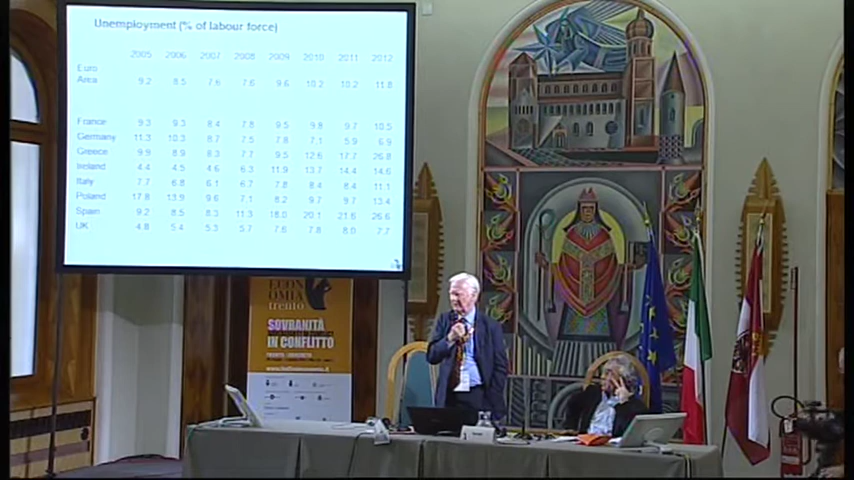 Unemployment (% of labour force)
2005 2006 2007 2008 2009 2010 2011 2012
Euro
Area 9.2 8.5 7.6 7.6 9.6 10.2 10.2 11.8
France 9.3 9.3 8.4 7.8 9.5 9.8 9.7 10.5
Germany 11.3 10.3 8.7 7.5 7.8 7.1 5.9 6.9
Greece 9.9 8.9 8.3 7.7 9.5 12.6 17.7 26.8
Ireland 4.4 4.5 4.6 6.3 11.9 13.7 14.4 14.6
Italy 7.7 6.8 6.1 6.7 7.8 8.4 8.4 11.1
Poland 17.8 13.9 9.6 7.1 8.2 9.7 9.7 13.4
Spain 9.2 8.5 8.3 11.3 18.0 20.1 21.6 26.6
UK 4.8 5.4 5.3 5.7 7.6 7.8 8.0 7.7
ECON
OMIA
trento
SOVRANITÀ
IN CONFLITTO